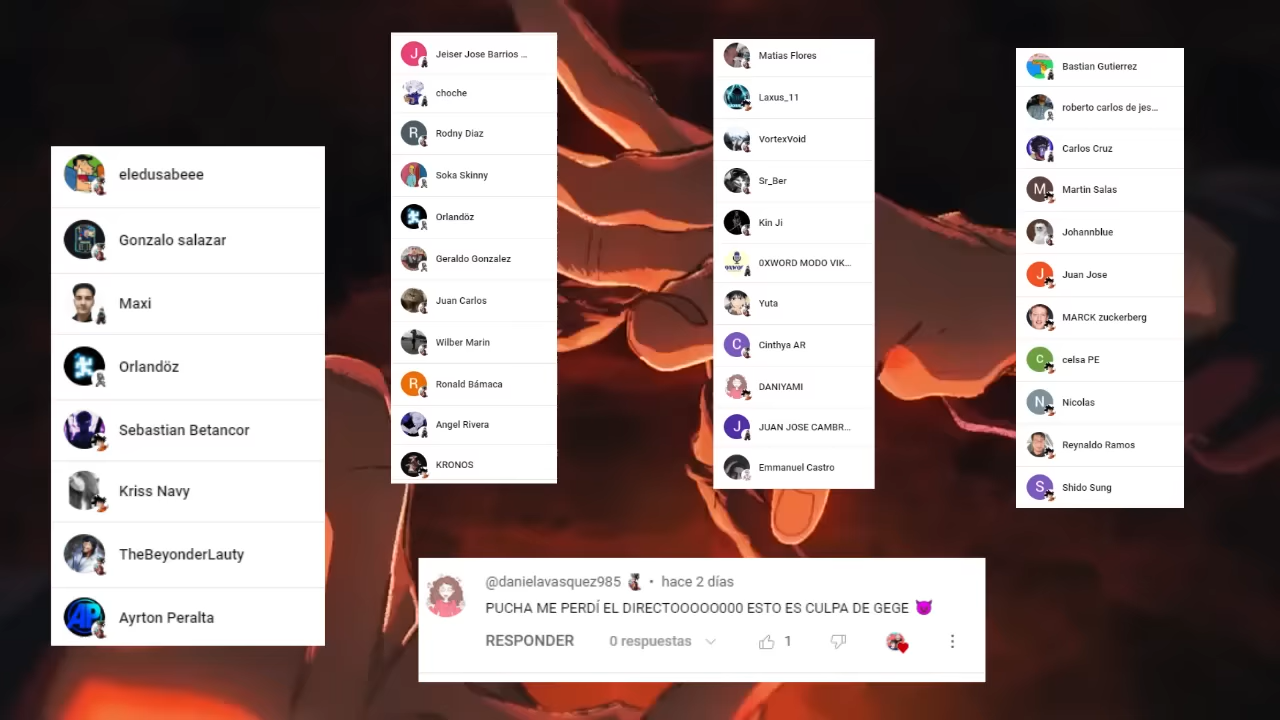 eledusabeee
Gonzalo salazar
Maxi
Orlandöz
Sebastian Betancor
Kriss Navy
TheBeyonderLauty
Ayrton Peralta
J
Jeiser Jose Barrios ...
choche
R
Rodny Diaz
Soka Skinny
Orlandöz
Geraldo Gonzalez
Juan Carlos
Wilber Marin
R
Ronald Bámaca
Angel Rivera
KRONOS
Matias Flores
Laxus_11
VortexVoid
Sr_Ber
Kin Ji
0XWORD MODO VIK...
Yuta
C
Cinthya AR
DANIYAMI
J
JUAN JOSE CAMBR...
Emmanuel Castro
Bastian Gutierrez
roberto carlos de jes...
Carlos Cruz
M
Martin Salas
Johannblue
J
Juan Jose
MARCK zuckerberg
C
celsa PE
N
Nicolas
Reynaldo Ramos
S
Shido Sung
@danielavasquez985 • hace 2 días
PUCHA ME PERDÍ EL DIRECTOOOOO000 ESTO ES CULPA DE GEGE 😈
RESPONDER 0 respuestas 1